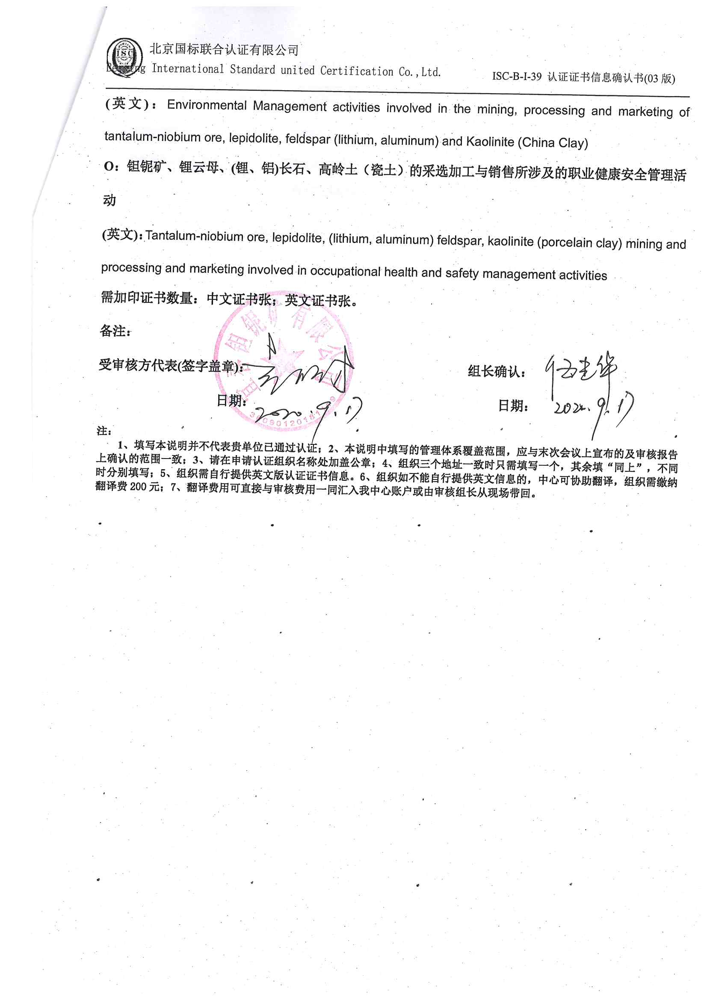 ISC
北京国标联合认证有限公司
Beijing International Standard united Certification Co.,Ltd.
ISC-B-I-39 认证证书信息确认书(03 版)
(英文)：Environmental Management activities involved in the mining, processing and marketing of
tantalum-niobium ore, lepidolite, feldspar (lithium, aluminum) and Kaolinite (China Clay)
O：钽铌矿、锂云母、(锂、铝)长石、高岭土（瓷土）的采选加工与销售所涉及的职业健康安全管理活
动
(英文)：Tantalum-niobium ore, lepidolite, (lithium, aluminum) feldspar, kaolinite (porcelain clay) mining and
processing and marketing involved in occupational health and safety management activities
需加印证书数量：中文证书张；英文证书张。
备注：
钽铌矿有限公司
受审核方代表(签字盖章)：
组长确认：伍建华
日期：2020.9.17
日期：2020.9.17
注：
1、填写本说明并不代表贵单位已通过认证；2、本说明中填写的管理体系覆盖范围，应与末次会议上宣布的及审核报告
上确认的范围一致；3、请在申请认证组织名称处加盖公章；4、组织三个地址一致时只需填写一个，其余填“同上”，不同
时分别填写；5、组织需自行提供英文版认证证书信息。6、组织如不能自行提供英文信息的，中心可协助翻译，组织需缴纳
翻译费 200 元；7、翻译费用可直接与审核费用一同汇入我中心账户或由审核组长从现场带回。